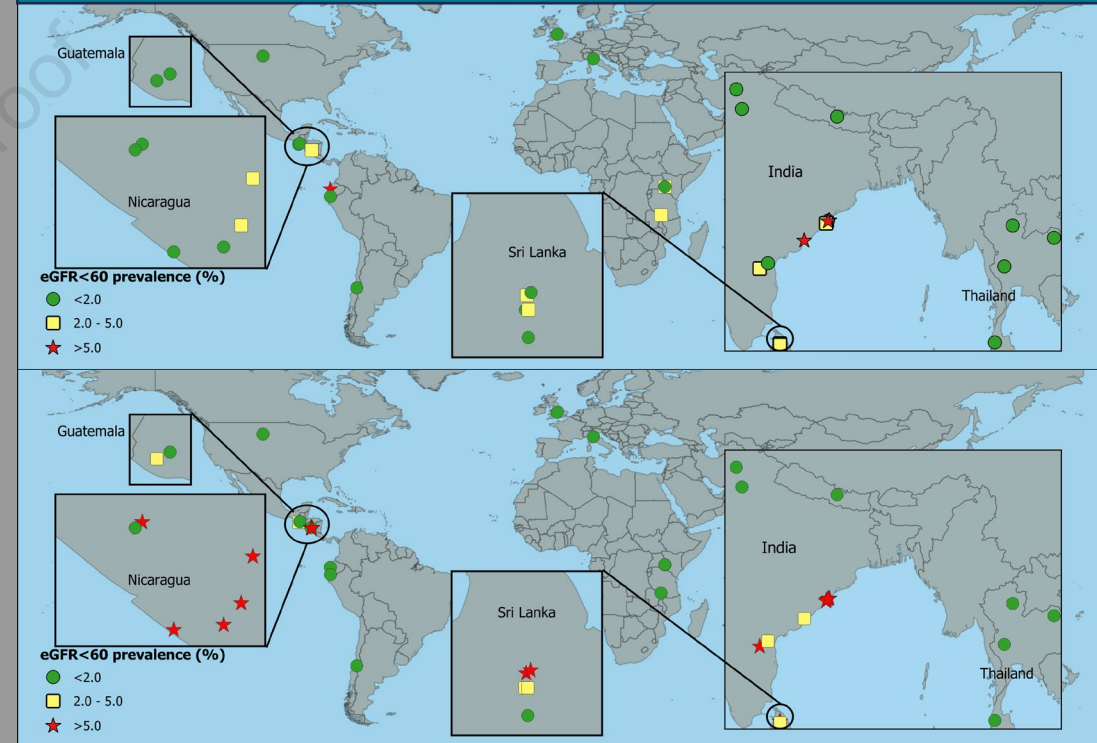 oof
Guatemala
India
Nicaragua
Sri Lanka
eGFR<60 prevalence (%)
<2.0
2.0 - 5.0
>5.0
Thailand
Guatemala
India
Nicaragua
Sri Lanka
eGFR<60 prevalence (%)
<2.0
2.0 - 5.0
>5.0
Thailand